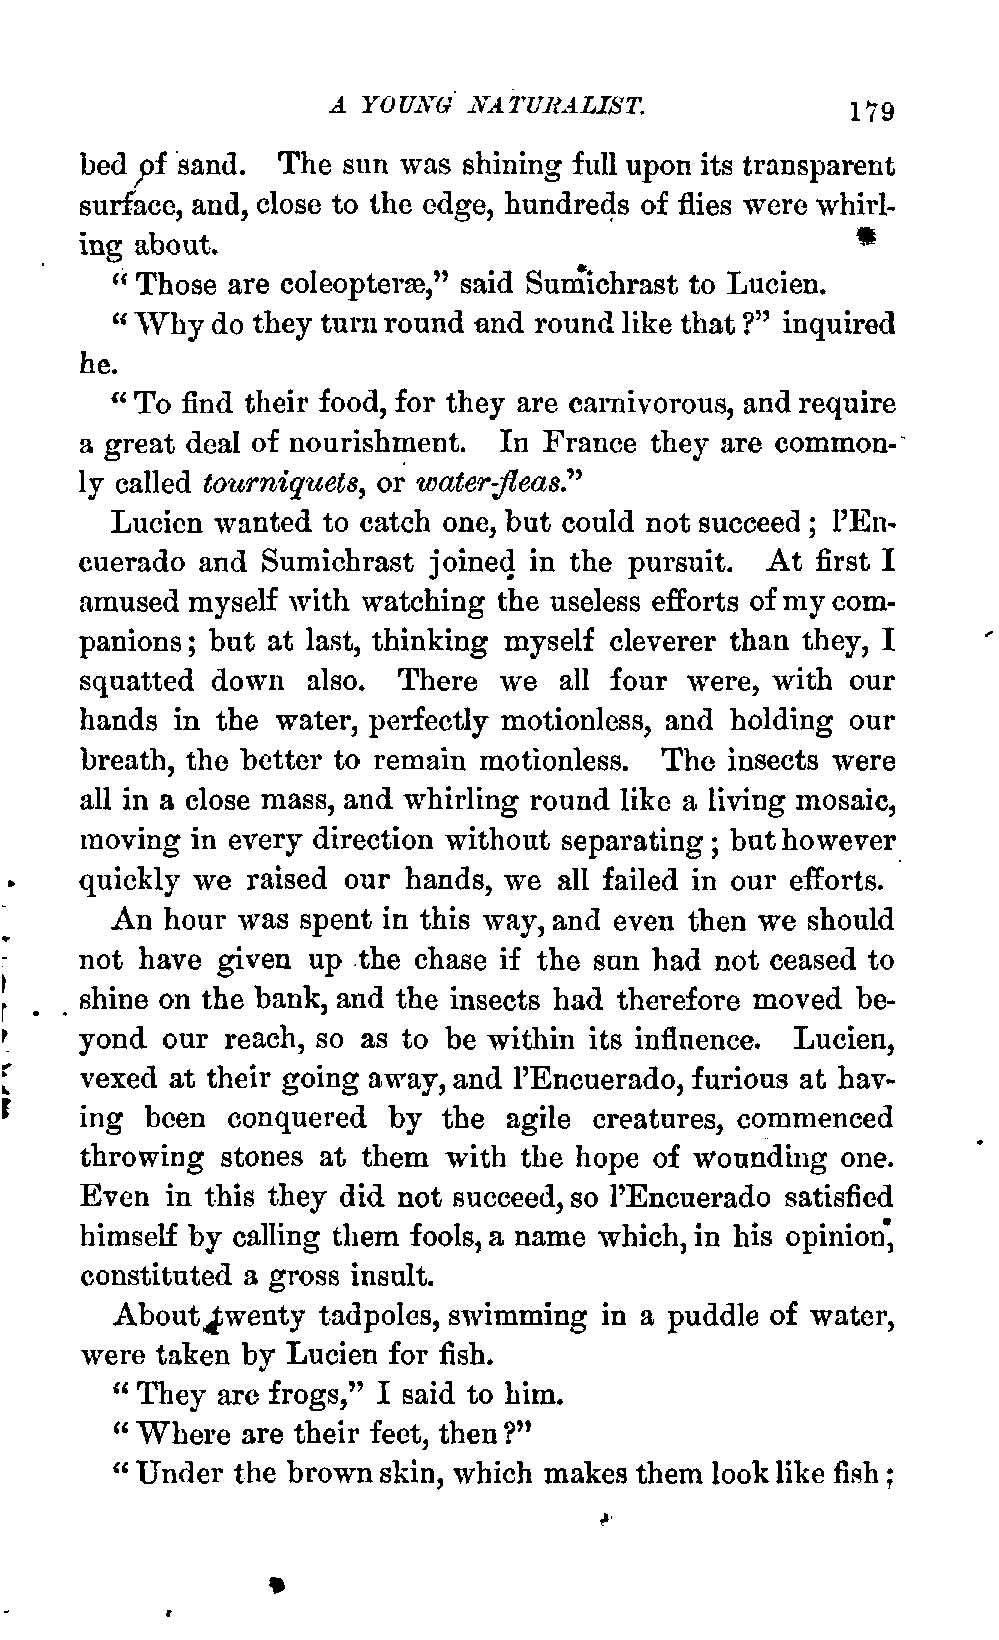 A YOUNG NATURALIST. 179
bed of sand. The sun was shining full upon its transparent
surface, and, close to the edge, hundreds of flies were whirl-
ing about.
“Those are coleopteræ,” said Sumichrast to Lucien.
“Why do they turn round and round like that?” inquired
he.
“To find their food, for they are carnivorous, and require
a great deal of nourishment. In France they are common-
ly called tourniquets, or water-fleas.”
Lucien wanted to catch one, but could not succeed; l’En-
cuerado and Sumichrast joined in the pursuit. At first I
amused myself with watching the useless efforts of my com-
panions; but at last, thinking myself cleverer than they, I
squatted down also. There we all four were, with our
hands in the water, perfectly motionless, and holding our
breath, the better to remain motionless. The insects were
all in a close mass, and whirling round like a living mosaic,
moving in every direction without separating; but however
quickly we raised our hands, we all failed in our efforts.
An hour was spent in this way, and even then we should
not have given up the chase if the sun had not ceased to
shine on the bank, and the insects had therefore moved be-
yond our reach, so as to be within its influence. Lucien,
vexed at their going away, and l’Encuerado, furious at hav-
ing been conquered by the agile creatures, commenced
throwing stones at them with the hope of wounding one.
Even in this they did not succeed, so l’Encuerado satisfied
himself by calling them fools, a name which, in his opinion,
constituted a gross insult.
About twenty tadpoles, swimming in a puddle of water,
were taken by Lucien for fish.
“They are frogs,” I said to him.
“Where are their feet, then?”
“Under the brown skin, which makes them look like fish;